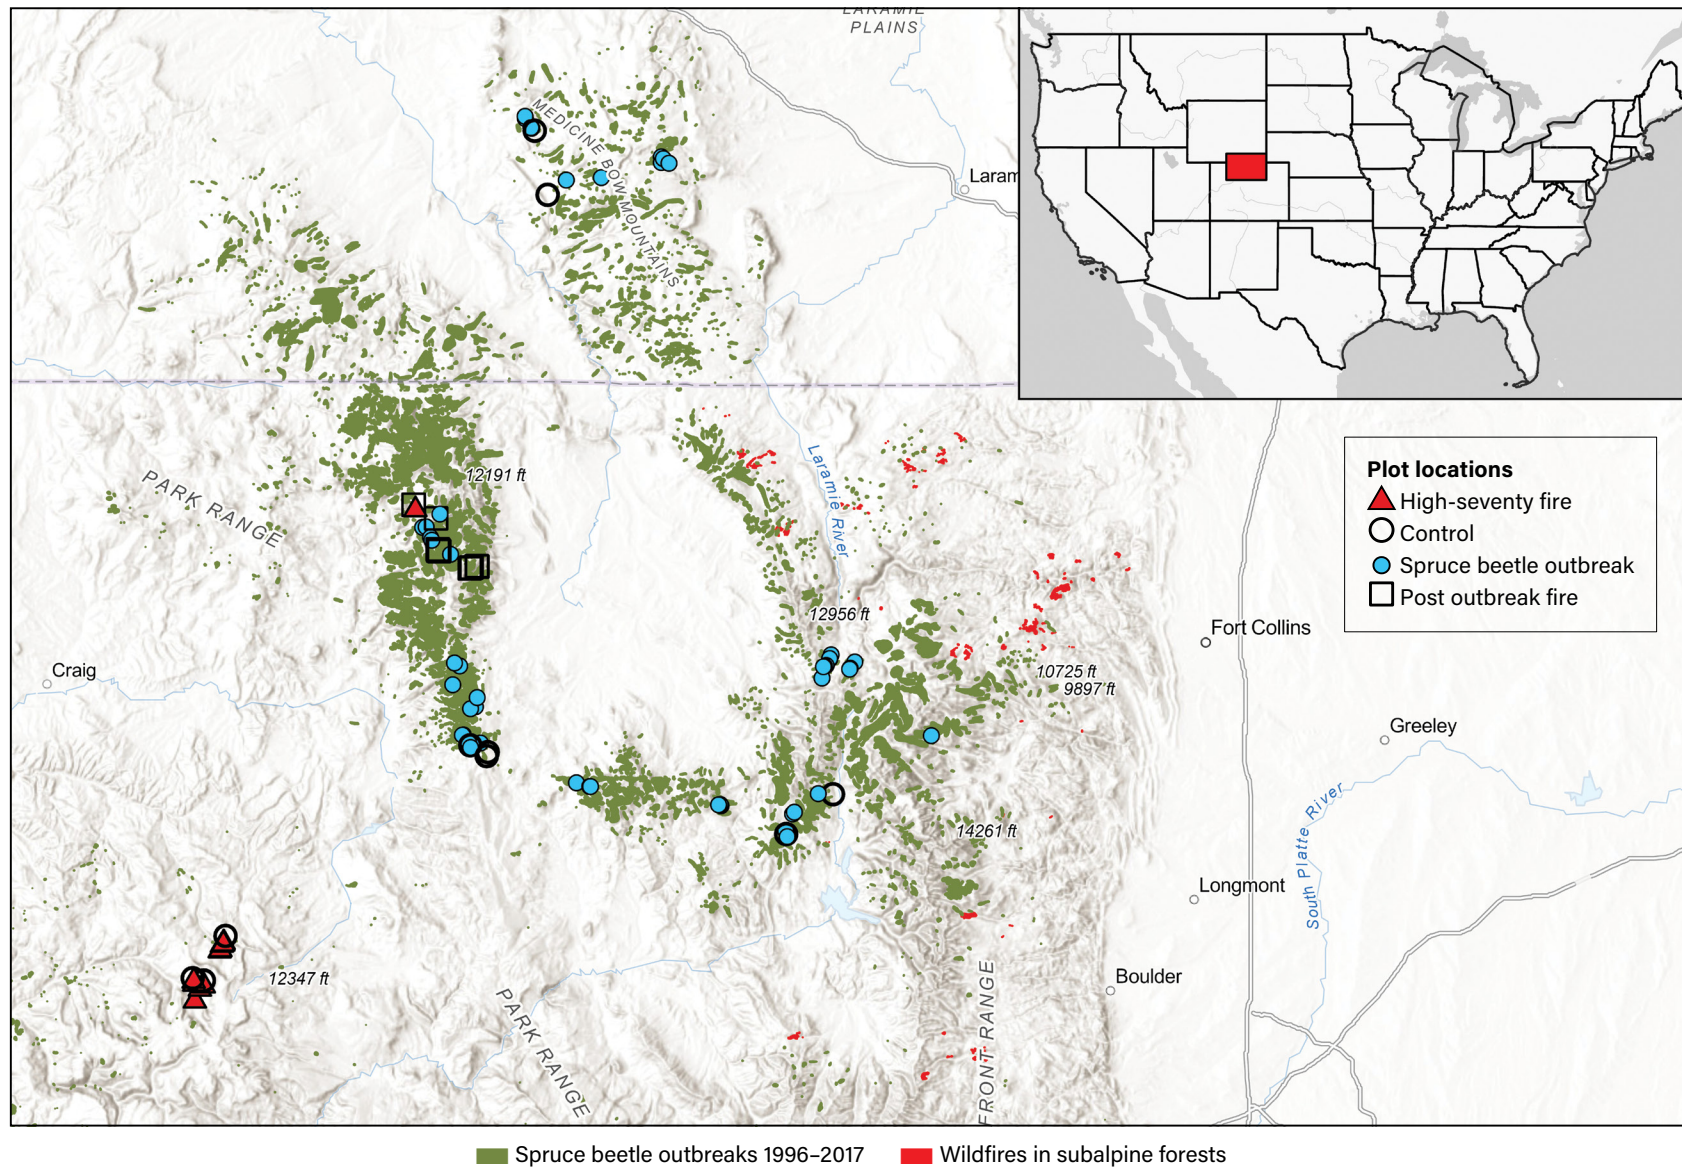 LARAMIE
PLAINS
MEDICINE BOW MOUNTAINS
Laram
12191 ft
PARK RANGE
Laramie River
Plot locations
High-seventy fire
Control
Spruce beetle outbreak
Post outbreak fire
12956 ft
Fort Collins
Craig
10725 ft
9897 ft
Greeley
South Platte River
14261 ft
Longmont
12347 ft
Boulder
PARK RANGE
FRONT RANGE
Spruce beetle outbreaks 1996–2017
Wildfires in subalpine forests